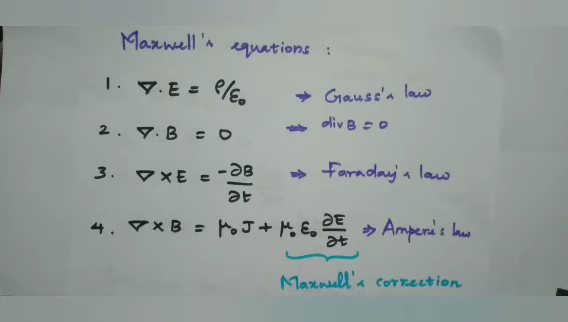 Maxwell's equations :
1. ∇.E = ρ/ε₀ ⇒ Gauss's law
2. ∇.B = 0 ⇒ div B = 0
3. ∇×E = -∂B/∂t ⇒ Faraday's law
4. ∇×B = μ₀J + μ₀ε₀ ∂E/∂t ⇒ Ampere's law
Maxwell's correction